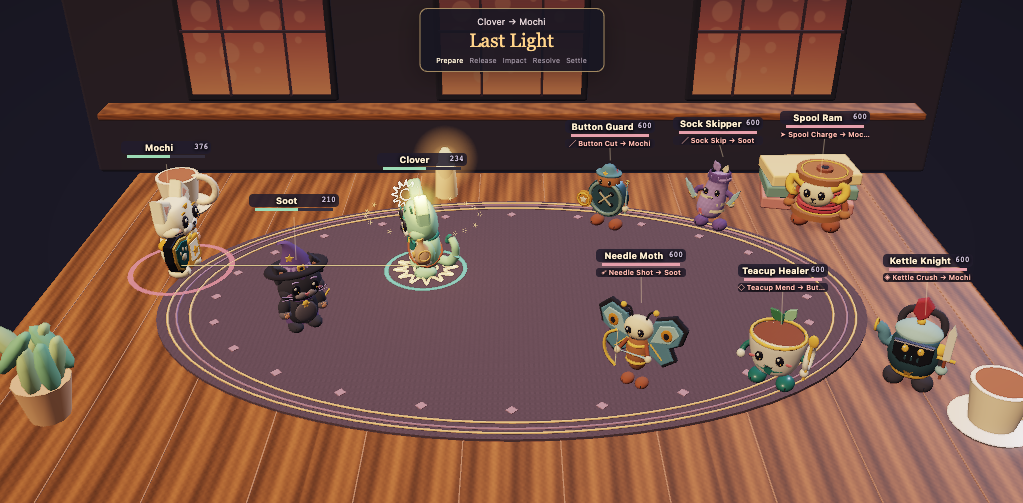 Clover → Mochi
Last Light
Prepare Release Impact Resolve Settle
Mochi 376
Soot 210
Clover 234
Button Guard 600
Button Cut → Mochi
Sock Skipper 600
Sock Skip → Soot
Spool Ram 600
Spool Charge → Moc...
Needle Moth 600
Needle Shot → Soot
Teacup Healer 600
Teacup Mend → But...
Kettle Knight 600
Kettle Crush → Mochi